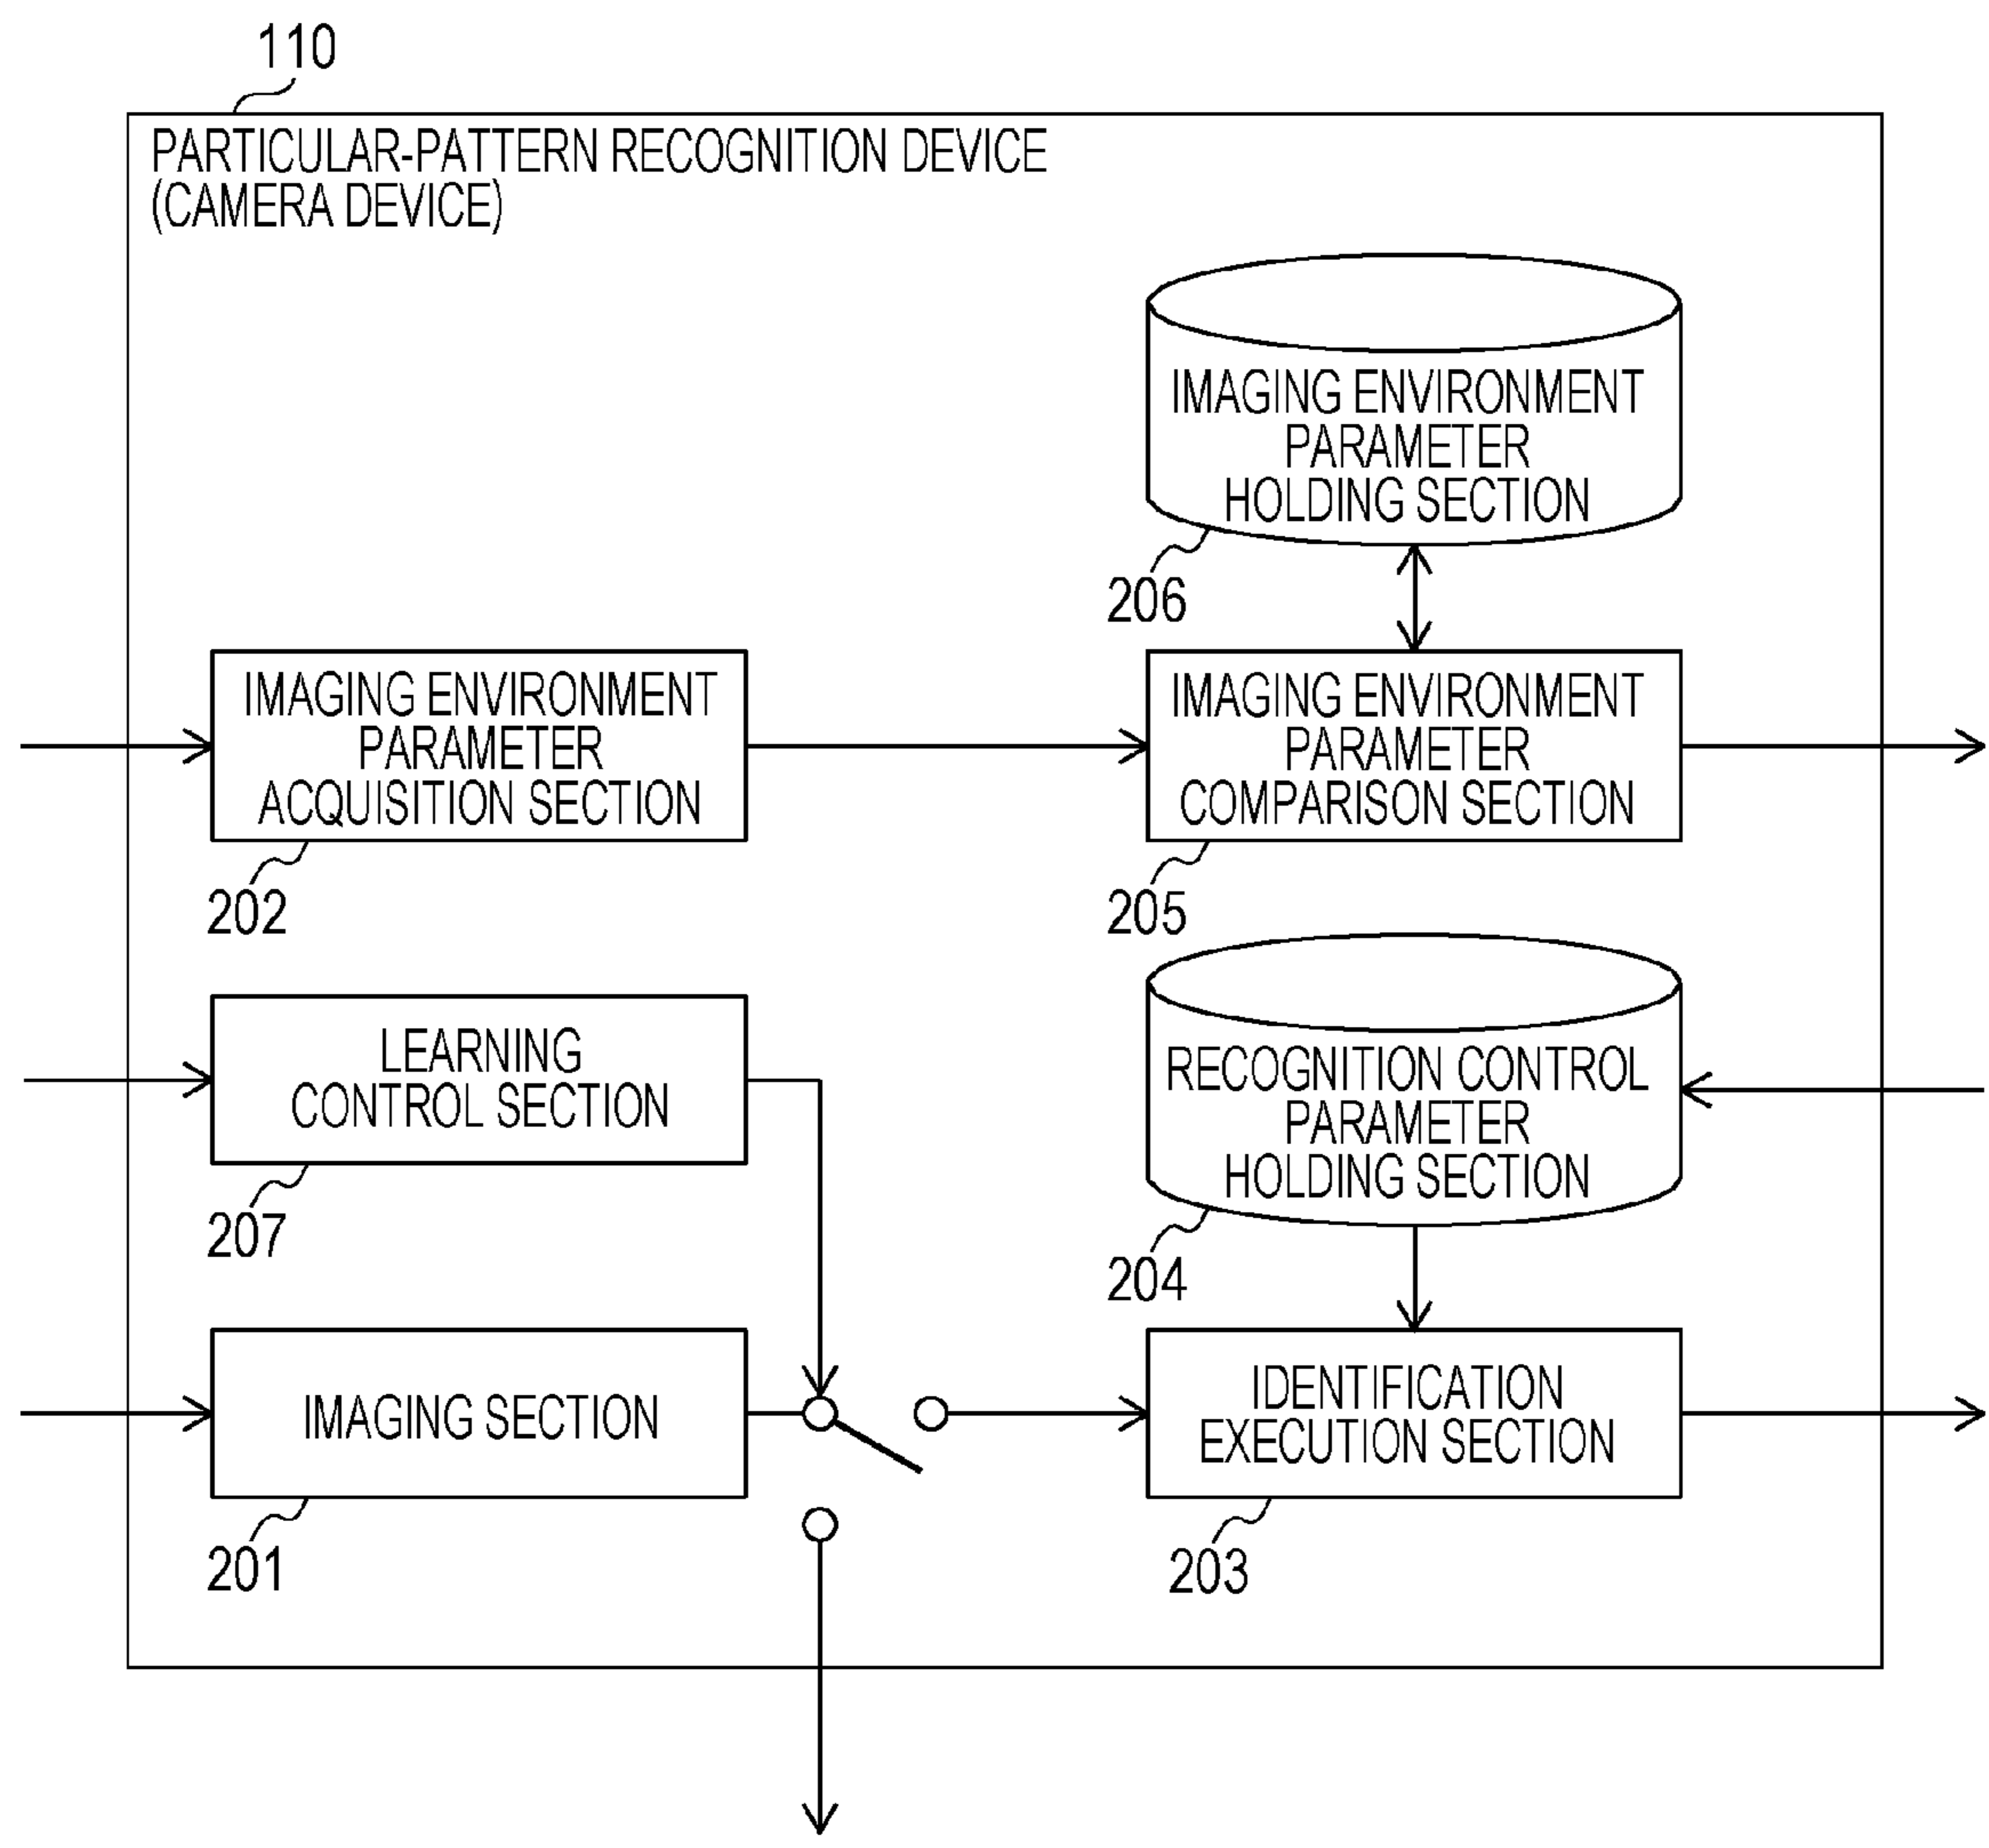 110
PARTICULAR-PATTERN RECOGNITION DEVICE
(CAMERA DEVICE)
IMAGING ENVIRONMENT
PARAMETER
HOLDING SECTION
206
IMAGING ENVIRONMENT
PARAMETER
ACQUISITION SECTION
202
IMAGING ENVIRONMENT
PARAMETER
COMPARISON SECTION
205
LEARNING
CONTROL SECTION
207
RECOGNITION CONTROL
PARAMETER
HOLDING SECTION
204
IMAGING SECTION
201
IDENTIFICATION
EXECUTION SECTION
203